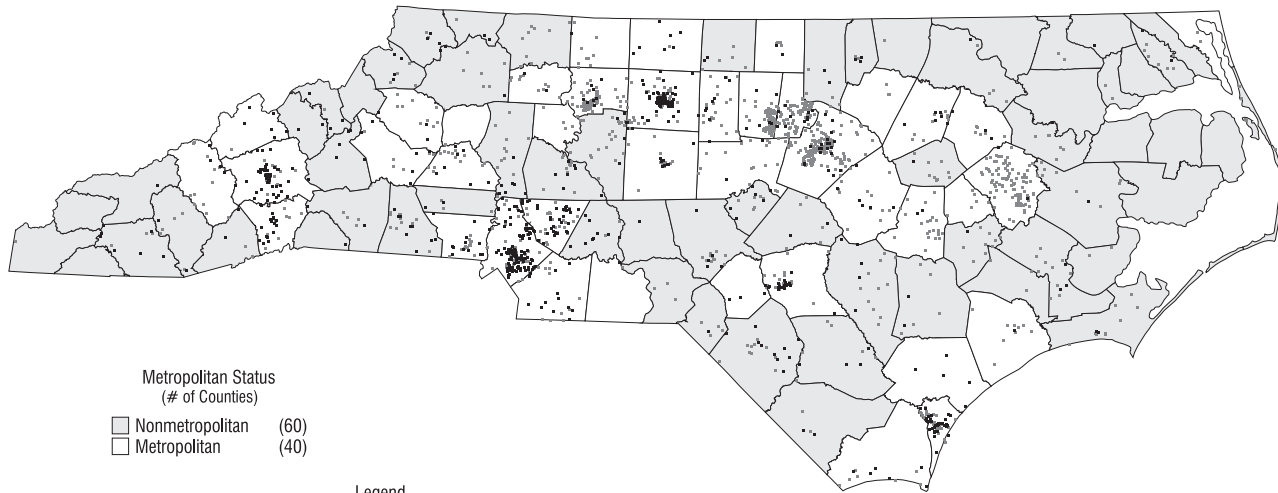 Metropolitan Status
(# of Counties)
Nonmetropolitan (60)
Metropolitan (40)
Legend